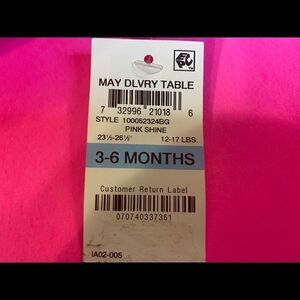 MAY DLVRY TABLE
7 32996 21018 6
STYLE 100052324BG
PINK SHINE
23½-26½" 12-17 LBS.
3-6 MONTHS
Customer Return Label
070740337361
IA02-005